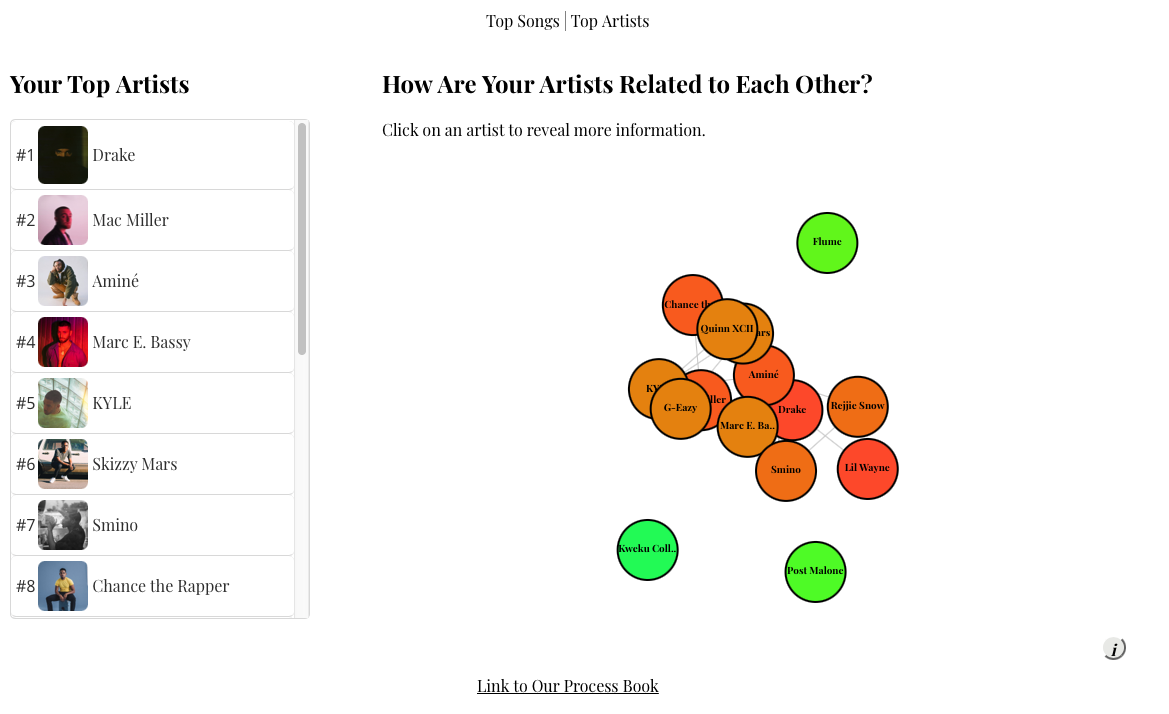 Top Songs | Top Artists
Your Top Artists
How Are Your Artists Related to Each Other?
Click on an artist to reveal more information.
#1 Drake
#2 Mac Miller
#3 Aminé
#4 Marc E. Bassy
#5 KYLE
#6 Skizzy Mars
#7 Smino
#8 Chance the Rapper
Flume
Chance th
Quinn XCII
ars
Aminé
KY
ller
G-Eazy
Drake
Rejjie Snow
Marc E. Ba..
Smino
Lil Wayne
Kweku Coll..
Post Malone
i
Link to Our Process Book